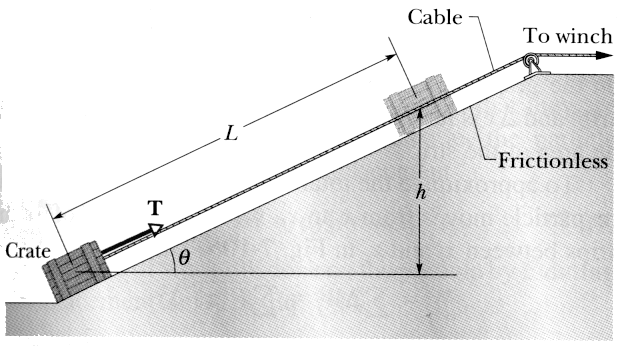 Cable
To winch
L
Frictionless
h
T
Crate
θ